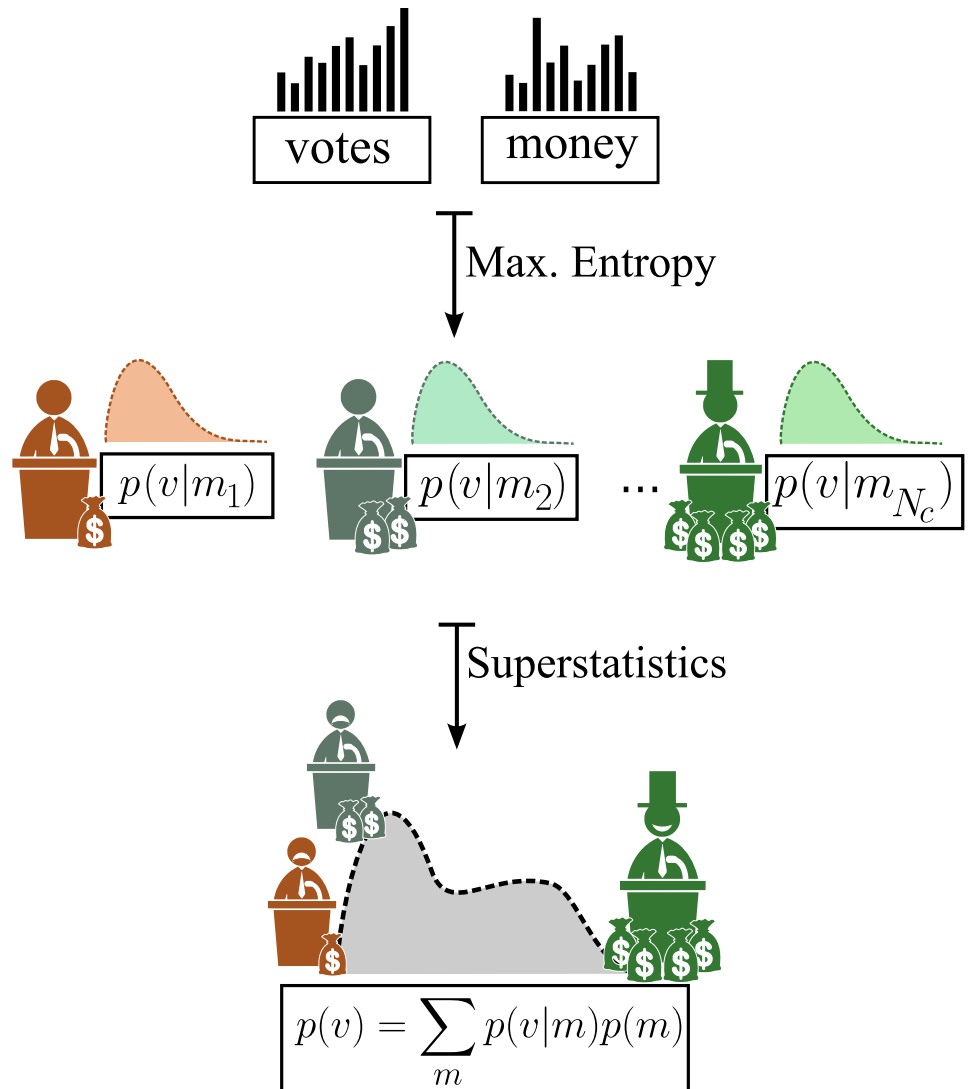 votes money
Max. Entropy
p(v|m_1) p(v|m_2) ... p(v|m_{N_c})
$ $ $ $ $ $ $
Superstatistics
$ $ $ $ $ $ $
p(v) = \sum_m p(v|m)p(m)